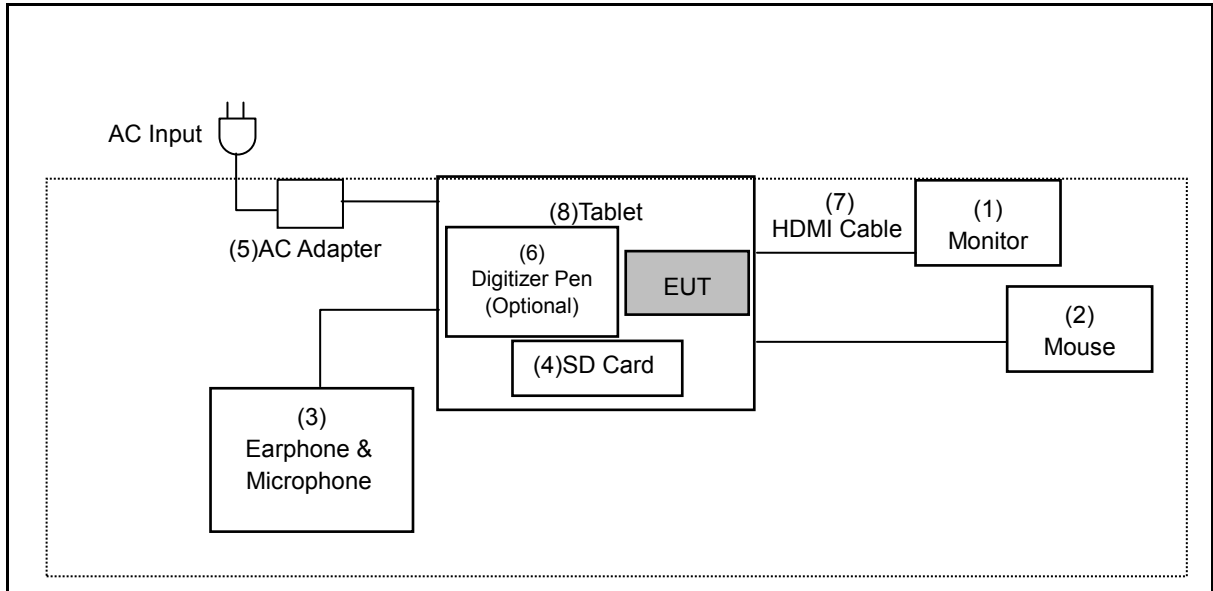 AC Input
(5)AC Adapter
(8)Tablet
(6)
Digitizer Pen
(Optional)
EUT
(4)SD Card
(7)
HDMI Cable
(1)
Monitor
(2)
Mouse
(3)
Earphone &
Microphone